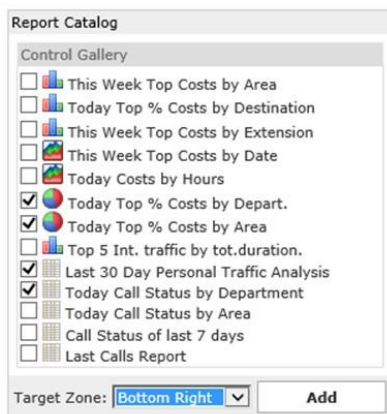 Report Catalog
Control Gallery
This Week Top Costs by Area
Today Top % Costs by Destination
This Week Top Costs by Extension
This Week Top Costs by Date
Today Costs by Hours
Today Top % Costs by Depart.
Today Top % Costs by Area
Top 5 Int. traffic by tot.duration.
Last 30 Day Personal Traffic Analysis
Today Call Status by Department
Today Call Status by Area
Call Status of last 7 days
Last Calls Report
Target Zone: Bottom Right Add